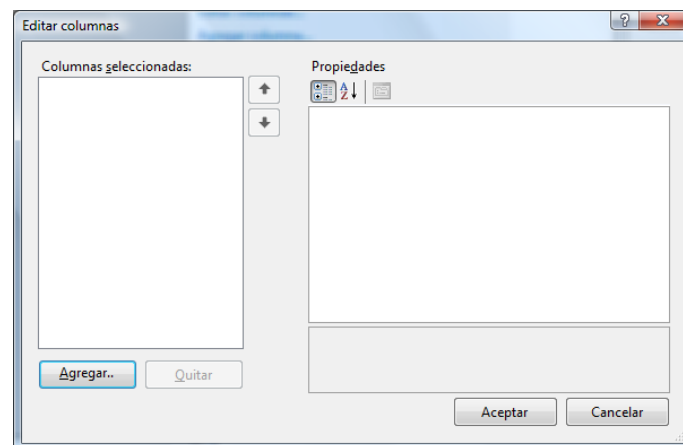 Editar columnas
Columnas seleccionadas:
Propiedades
Agregar..
Quitar
Aceptar
Cancelar